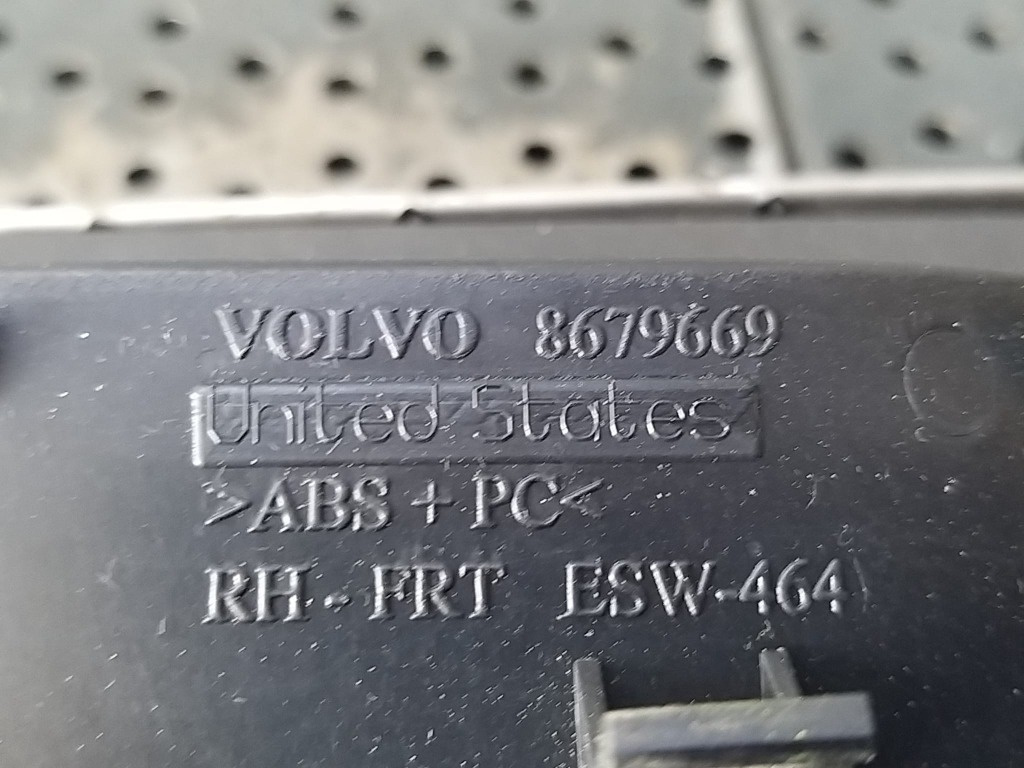 VOLVO 8679669
United States
>ABS + PC<
RH - FRT ESW-464